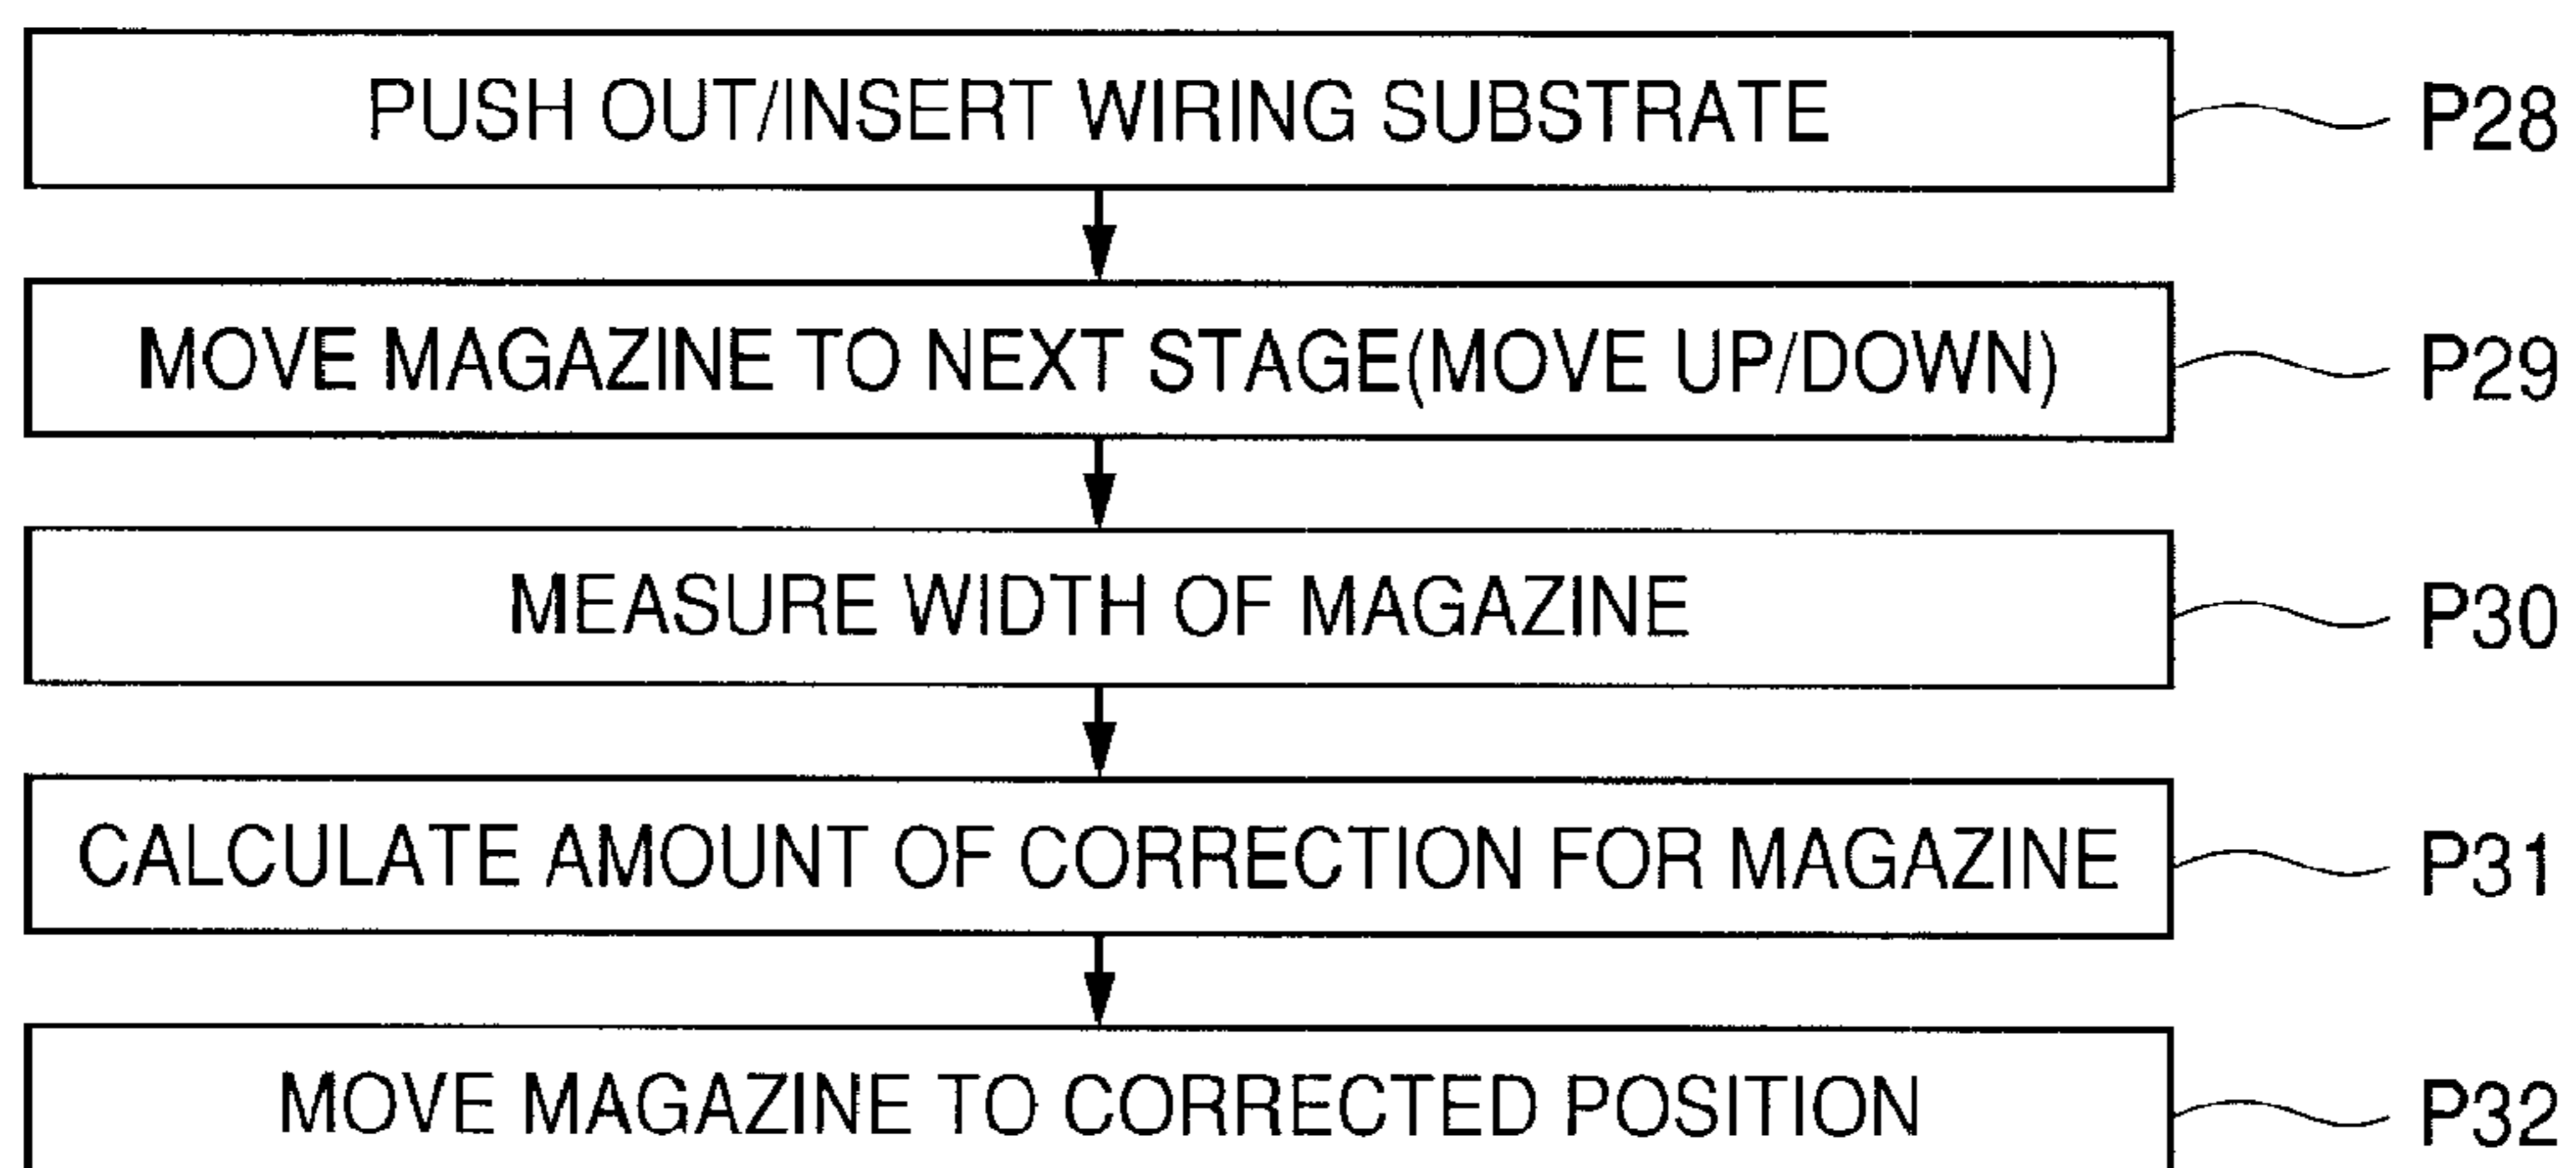 PUSH OUT/INSERT WIRING SUBSTRATE P28
MOVE MAGAZINE TO NEXT STAGE(MOVE UP/DOWN) P29
MEASURE WIDTH OF MAGAZINE P30
CALCULATE AMOUNT OF CORRECTION FOR MAGAZINE P31
MOVE MAGAZINE TO CORRECTED POSITION P32